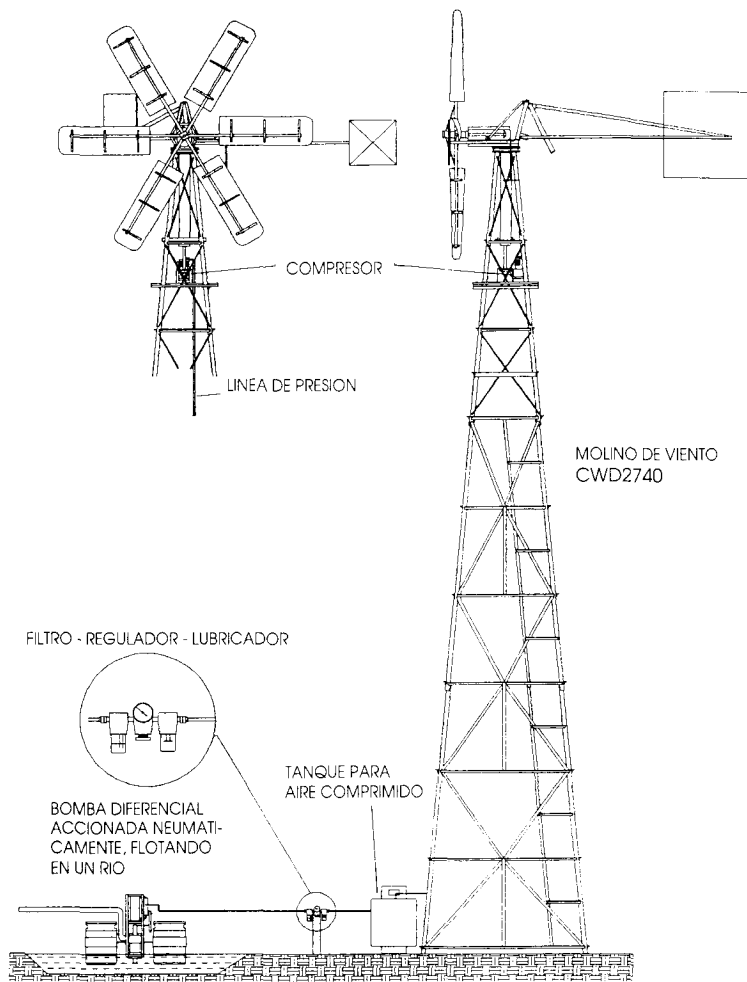 COMPRESOR
LINEA DE PRESION
MOLINO DE VIENTO
CWD2740
FILTRO - REGULADOR - LUBRICADOR
TANQUE PARA
AIRE COMPRIMIDO
BOMBA DIFERENCIAL
ACCIONADA NEUMATI-
CAMENTE, FLOTANDO
EN UN RIO